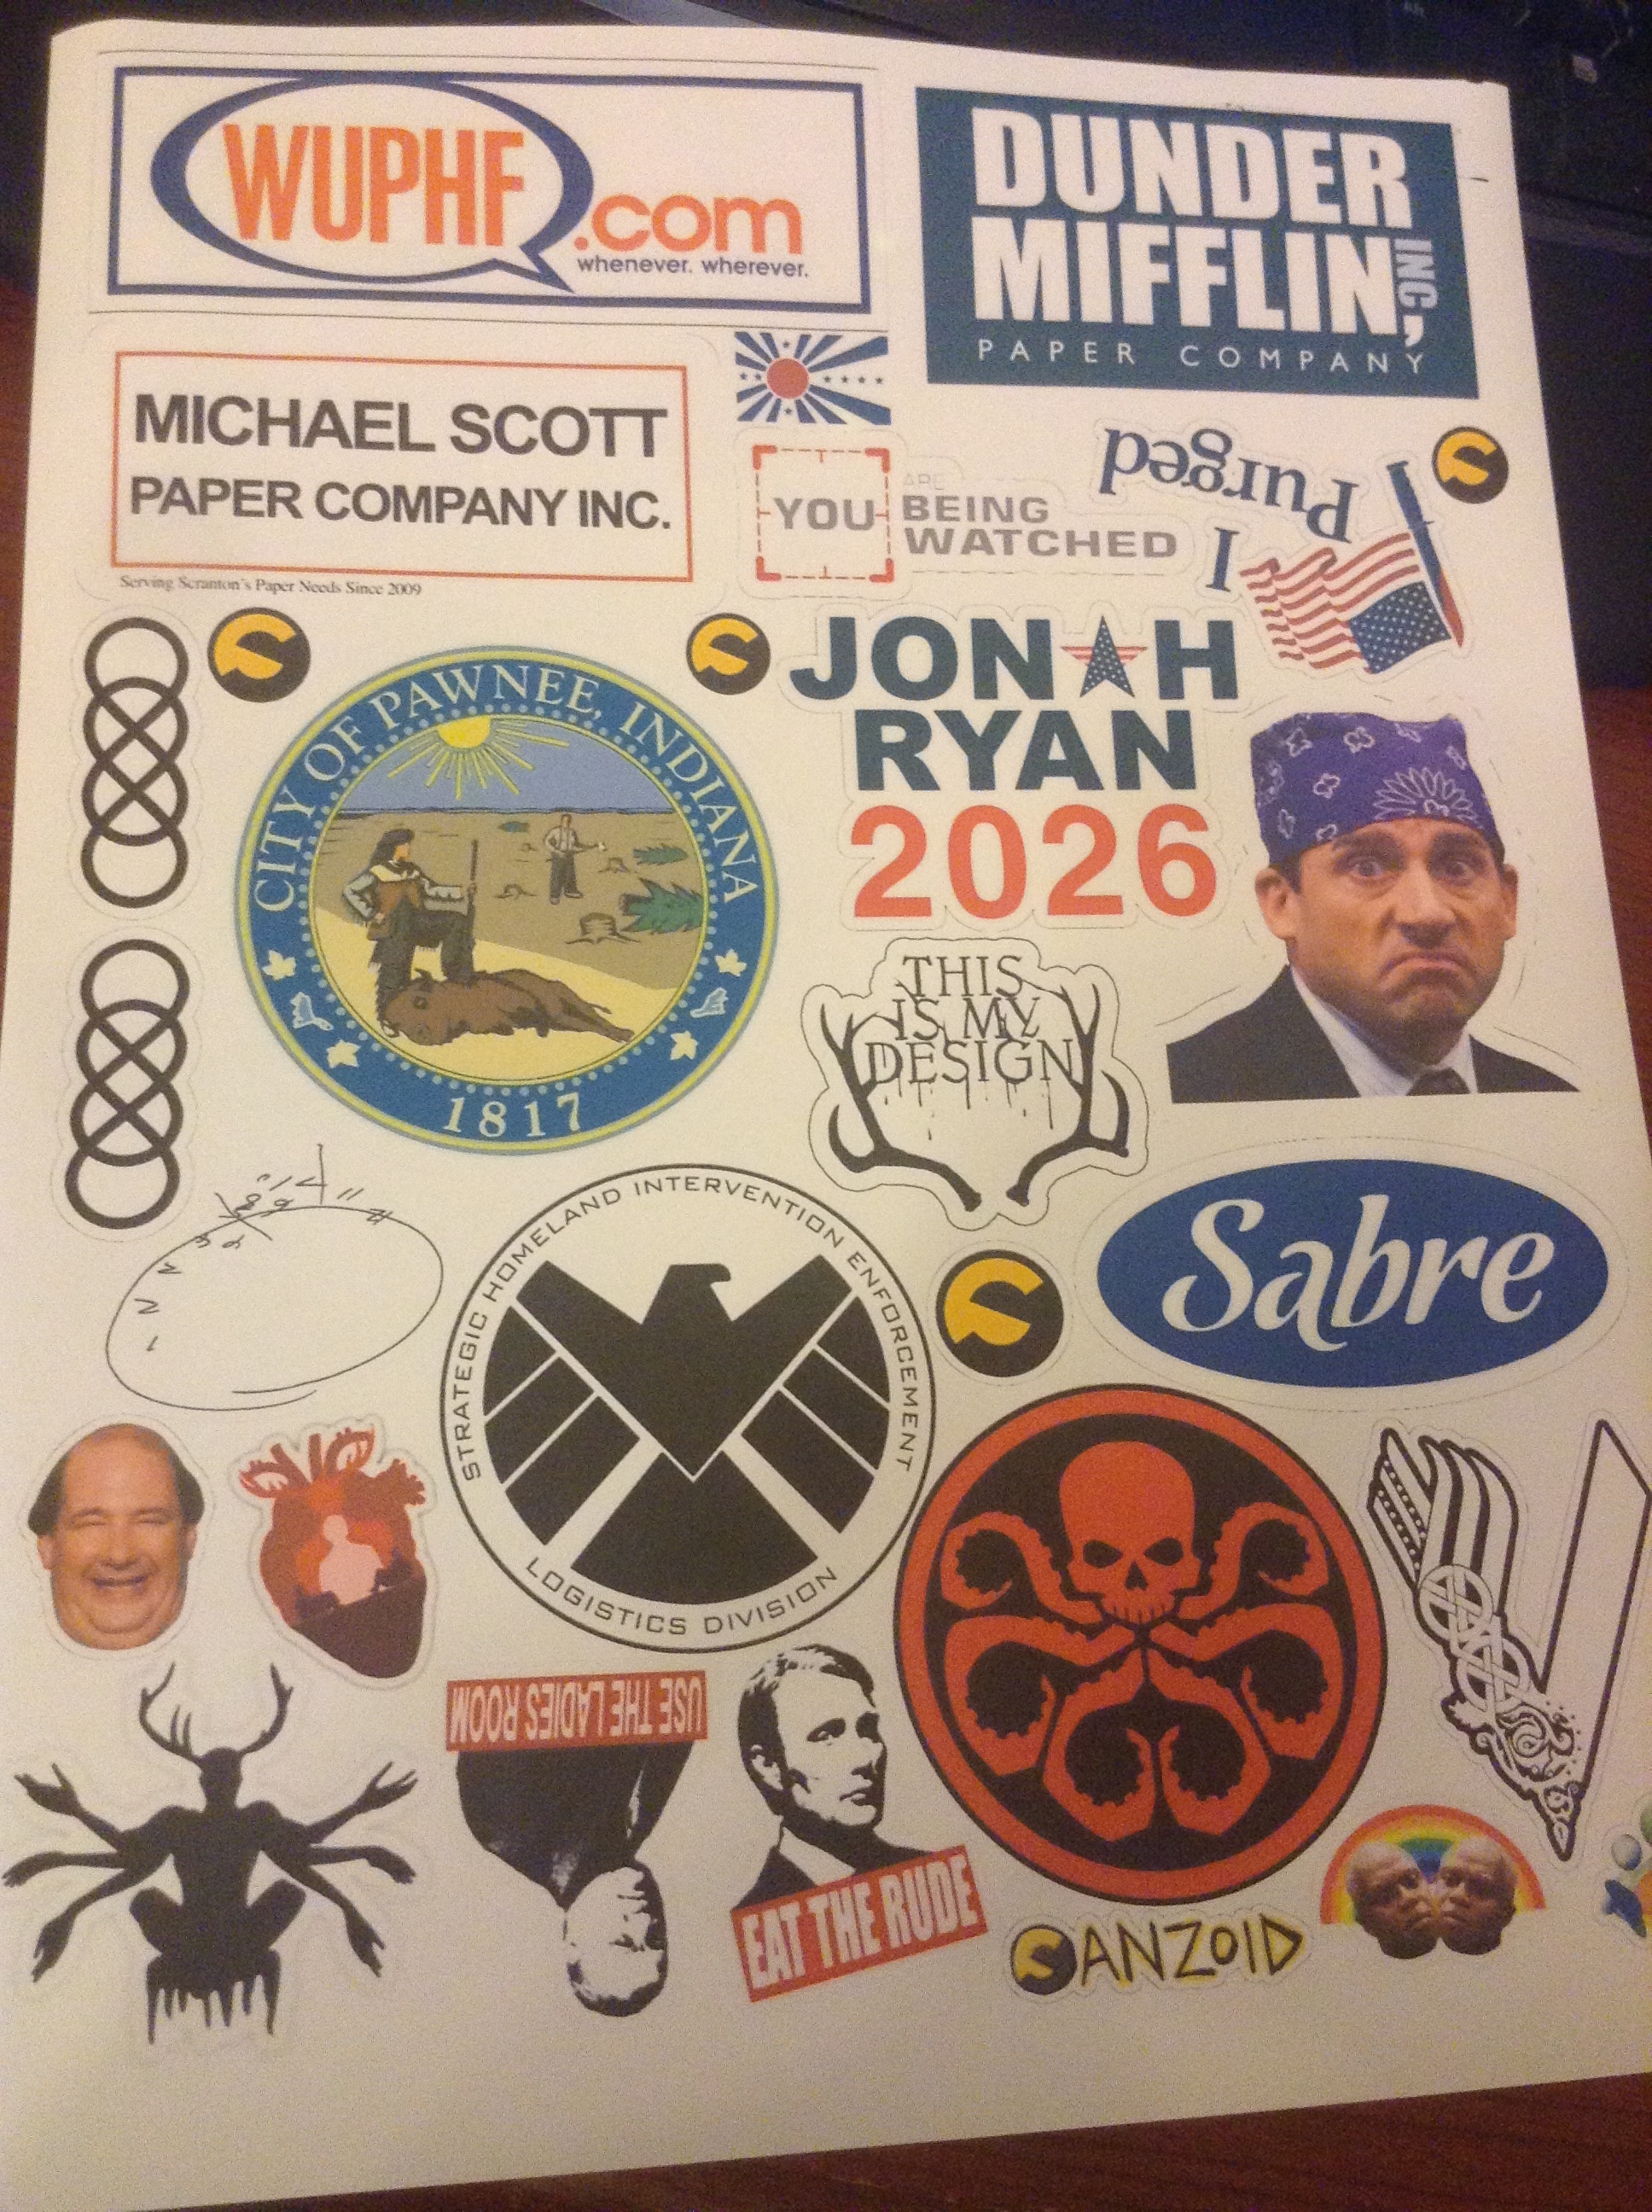 WUPHF.com
whenever. wherever.
DUNDER
MIFFLIN, INC
PAPER COMPANY
MICHAEL SCOTT
PAPER COMPANY INC.
Serving Scranton's Paper Needs Since 2009
YOU ARE
BEING
WATCHED
I Purged
JONAH
RYAN
2026
CITY OF PAWNEE, INDIANA
1817
THIS
IS MY
DESIGN
STRATEGIC HOMELAND INTERVENTION ENFORCEMENT
LOGISTICS DIVISION
Sabre
USE THE LADIES ROOM
EAT THE RUDE
SANZOID